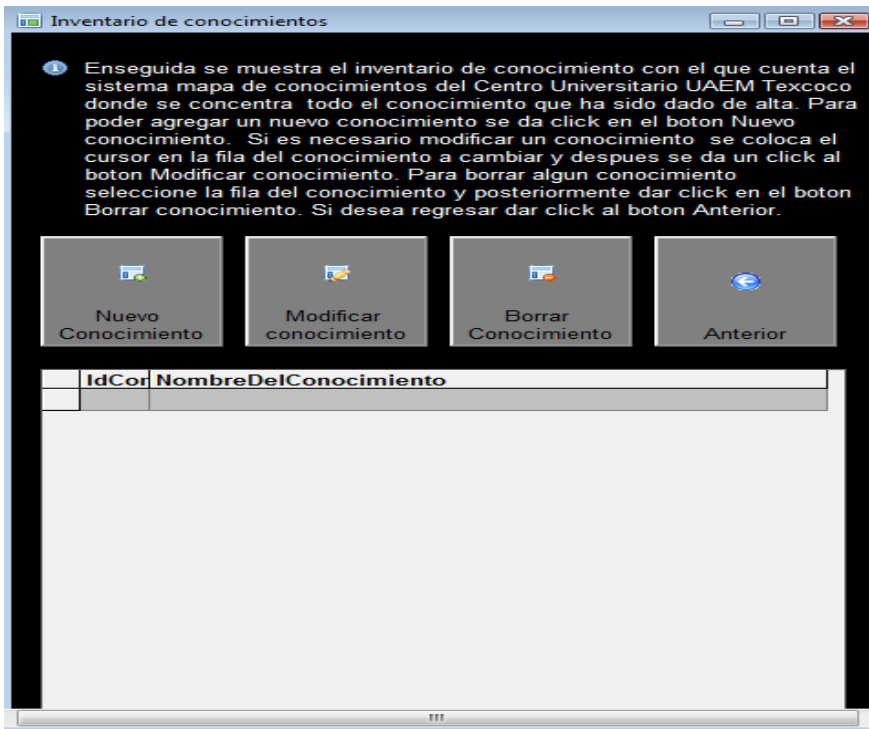 Inventario de conocimientos
Enseguida se muestra el inventario de conocimiento con el que cuenta el
sistema mapa de conocimientos del Centro Universitario UAEM Texcoco
donde se concentra todo el conocimiento que ha sido dado de alta. Para
poder agregar un nuevo conocimiento se da click en el boton Nuevo
conocimiento. Si es necesario modificar un conocimiento se coloca el
cursor en la fila del conocimiento a cambiar y despues se da un click al
boton Modificar conocimiento. Para borrar algun conocimiento
seleccione la fila del conocimiento y posteriormente dar click en el boton
Borrar conocimiento. Si desea regresar dar click al boton Anterior.
Nuevo
Conocimiento
Modificar
conocimiento
Borrar
Conocimiento
Anterior
IdCor NombreDelConocimiento